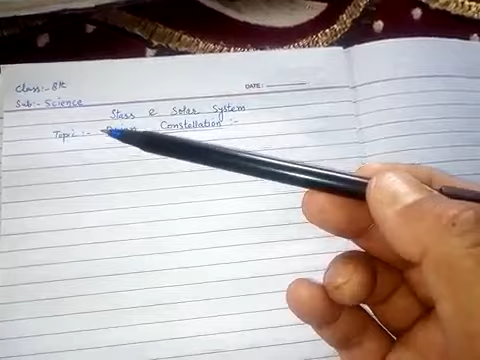 Class:- 8th
DATE:-
Sub:- Science
Stars & Solar System
Topic :- Constellation :-